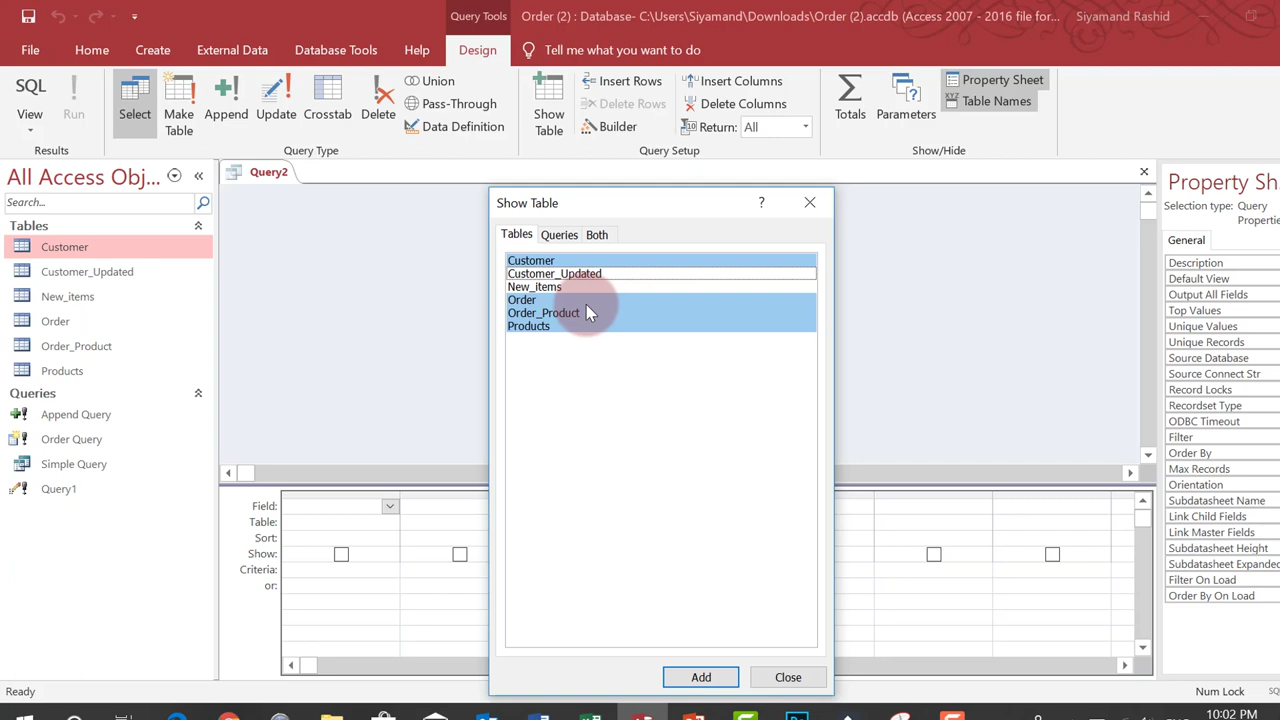 Query Tools
Order (2) : Database- C:\Users\Siyamand\Downloads\Order (2).accdb (Access 2007 - 2016 file for...
Siyamand Rashid
File
Home
Create
External Data
Database Tools
Help
Design
Tell me what you want to do
SQL
View
Run
Select
Make Table
Append
Update
Crosstab
Delete
Union
Pass-Through
Data Definition
Show Table
Insert Rows
Delete Rows
Builder
Insert Columns
Delete Columns
Return: All
Totals
Parameters
Property Sheet
Table Names
Results
Query Type
Query Setup
Show/Hide
All Access Obj...
Search...
Tables
Customer
Customer_Updated
New_items
Order
Order_Product
Products
Queries
Append Query
Order Query
Simple Query
Query1
Query2
Show Table
?
Tables
Queries
Both
Customer
Customer_Updated
New_items
Order
Order_Product
Products
Add
Close
Field:
Table:
Sort:
Show:
Criteria:
or:
Property Sh
Selection type: Query
Properti
General
Description
Default View
Output All Fields
Top Values
Unique Values
Unique Records
Source Database
Source Connect Str
Record Locks
Recordset Type
ODBC Timeout
Filter
Order By
Max Records
Orientation
Subdatasheet Name
Link Child Fields
Link Master Fields
Subdatasheet Height
Subdatasheet Expanded
Filter On Load
Order By On Load
Ready
Num Lock
10:02 PM